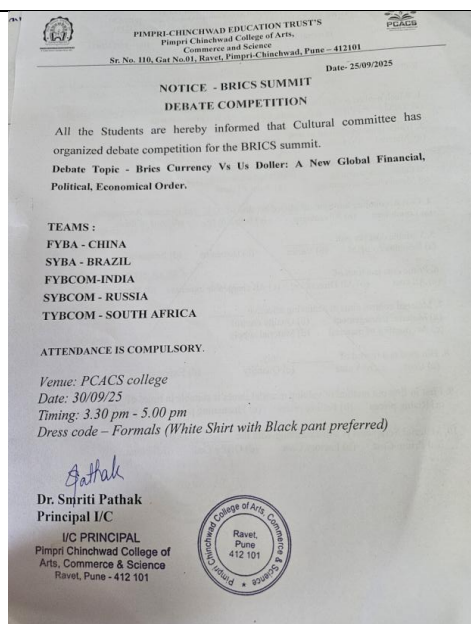 PCACS
PIMPRI-CHINCHWAD EDUCATION TRUST'S
Pimpri Chinchwad College of Arts,
Commerce and Science
Sr. No. 110, Gat No.01, Ravet, Pimpri-Chinchwad, Pune – 412101
Date- 25/09/2025
NOTICE - BRICS SUMMIT
DEBATE COMPETITION
All the Students are hereby informed that Cultural committee has
organized debate competition for the BRICS summit.
Debate Topic - Brics Currency Vs Us Doller: A New Global Financial,
Political, Economical Order.
TEAMS :
FYBA - CHINA
SYBA - BRAZIL
FYBCOM-INDIA
SYBCOM - RUSSIA
TYBCOM - SOUTH AFRICA
ATTENDANCE IS COMPULSORY.
Venue: PCACS college
Date: 30/09/25
Timing: 3.30 pm - 5.00 pm
Dress code – Formals (White Shirt with Black pant preferred)
Pathak
Dr. Smriti Pathak
Principal I/C
I/C PRINCIPAL
Pimpri Chinchwad College of
Arts, Commerce & Science
Ravet, Pune - 412 101
Pimpri Chinchwad College of Arts, Commerce & Science
Ravet,
Pune
412 101